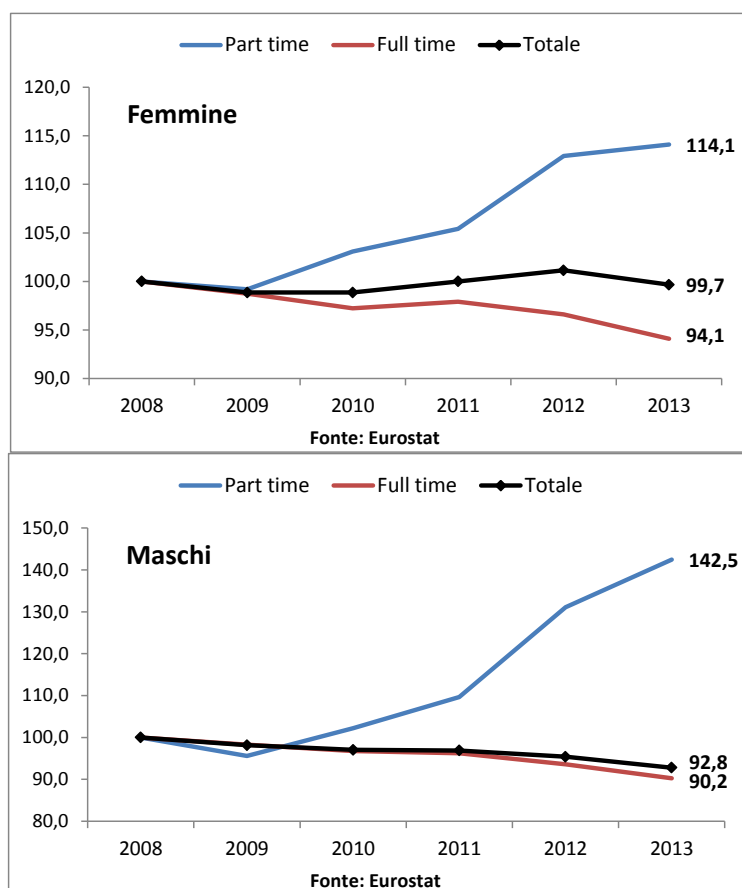 Part time Full time Totale
120,0
Femmine
115,0
114,1
110,0
105,0
100,0
99,7
95,0
94,1
90,0
2008 2009 2010 2011 2012 2013
Fonte: Eurostat
Part time Full time Totale
150,0
Maschi
142,5
140,0
130,0
120,0
110,0
100,0
92,8
90,0
90,2
80,0
2008 2009 2010 2011 2012 2013
Fonte: Eurostat